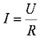 I = U/R